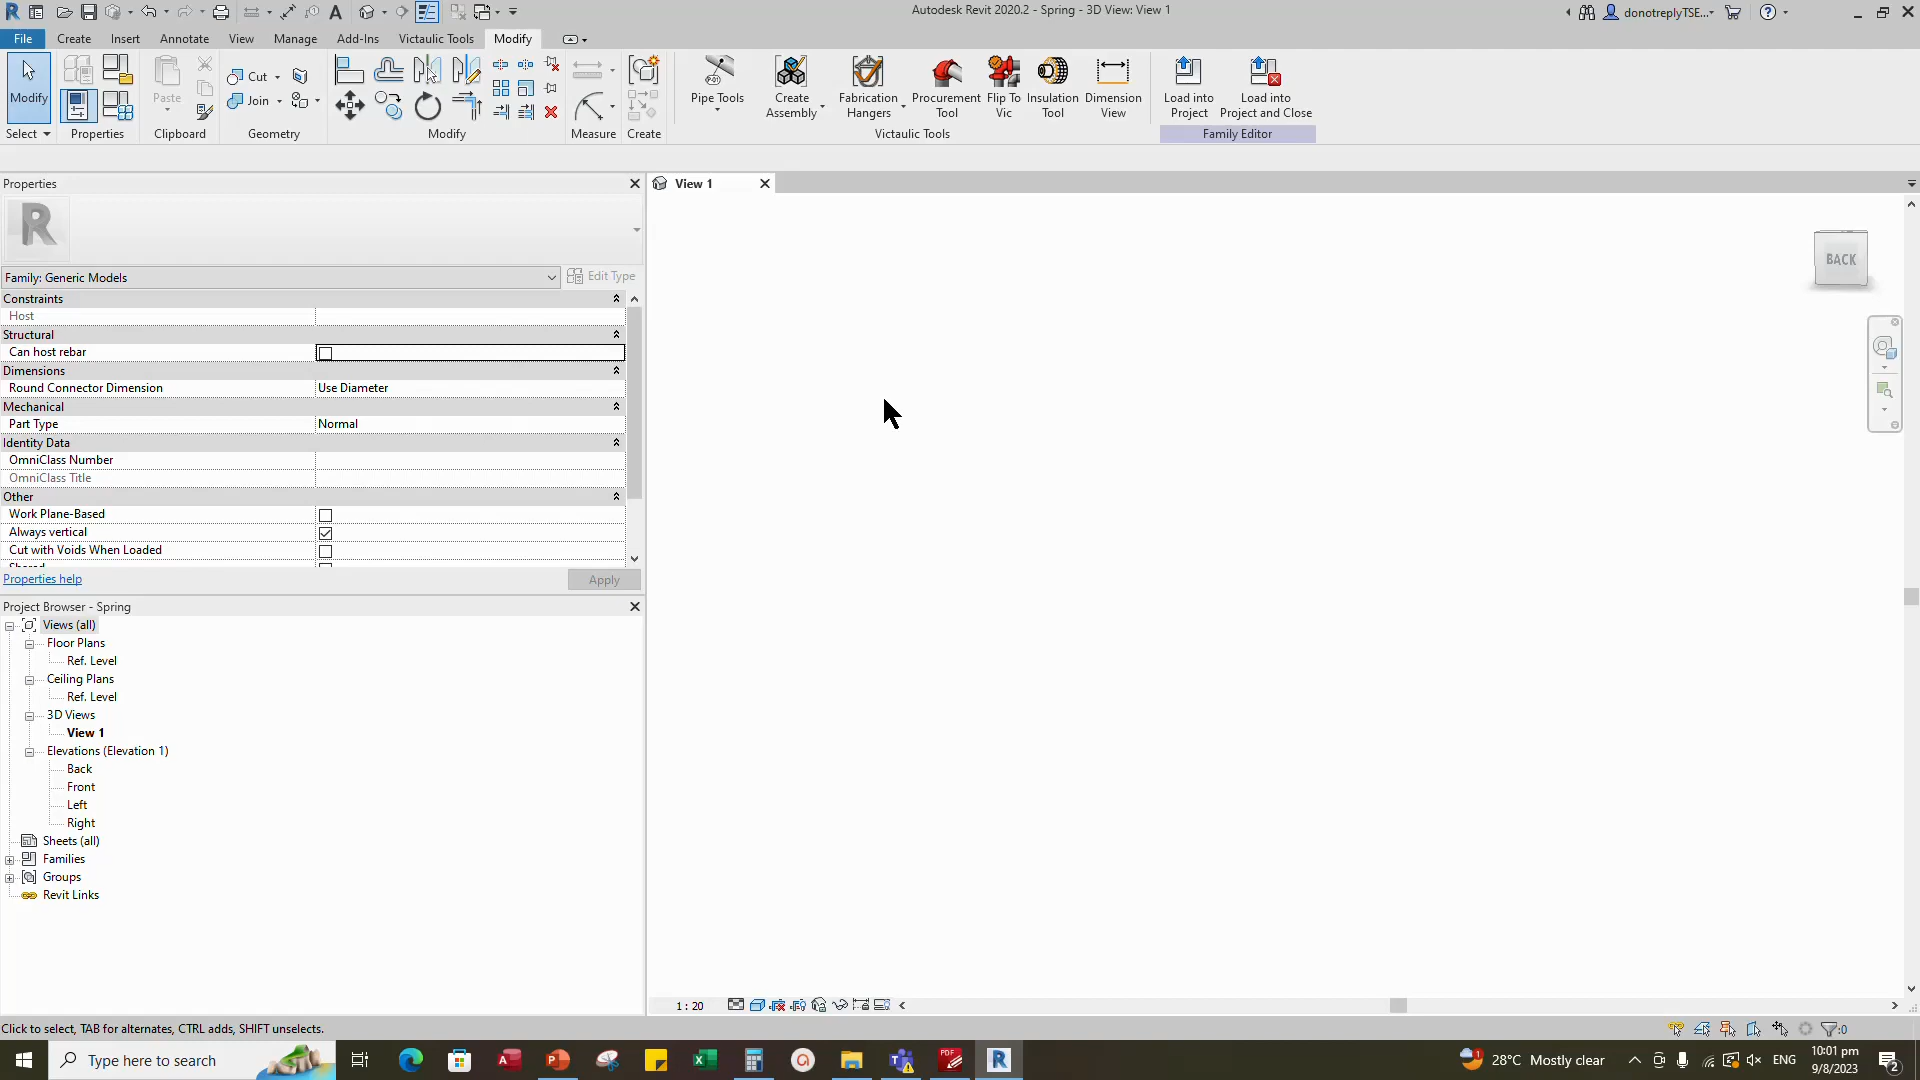 Autodesk Revit 2020.2 - Spring - 3D View: View 1
donotreplyTSE...
File Create Insert Annotate View Manage Add-Ins Victaulic Tools Modify
Modify
Paste
Cut
Join
Pipe Tools
Create Assembly
Fabrication Hangers
Procurement Tool
Flip To Vic
Insulation Tool
Dimension View
Load into Project
Load into Project and Close
Select Properties Clipboard Geometry Modify Measure Create Victaulic Tools Family Editor
Properties
View 1
R
Family: Generic Models
Edit Type
Constraints
Host
Structural
Can host rebar
Dimensions
Round Connector Dimension Use Diameter
Mechanical
Part Type Normal
Identity Data
OmniClass Number
OmniClass Title
Other
Work Plane-Based
Always vertical
Cut with Voids When Loaded
Shared
Properties help
Apply
BACK
Project Browser - Spring
Views (all)
Floor Plans
Ref. Level
Ceiling Plans
Ref. Level
3D Views
View 1
Elevations (Elevation 1)
Back
Front
Left
Right
Sheets (all)
Families
Groups
Revit Links
1 : 20
Click to select, TAB for alternates, CTRL adds, SHIFT unselects.
:0
Type here to search
28°C Mostly clear
ENG
10:01 pm
9/8/2023
2